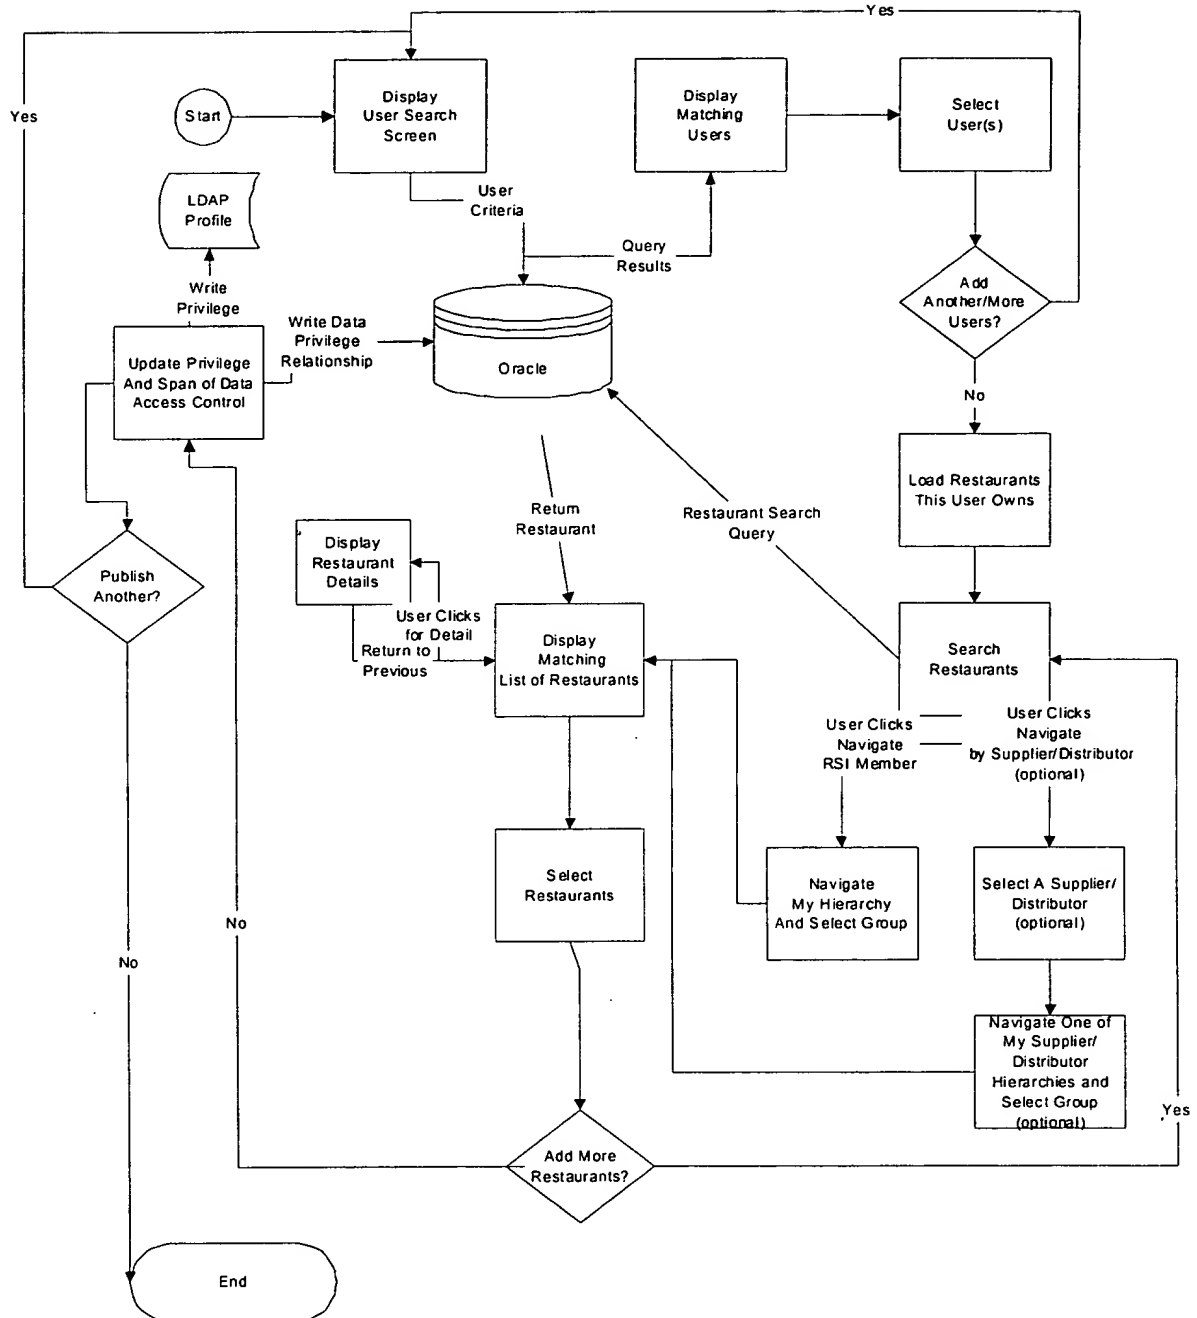 Yes
Yes
Start
Display
User Search
Screen
Display
Matching
Users
Select
User(s)
LDAP
Profile
User
Criteria
Query
Results
Add
Another/More
Users?
Write
Privilege
Write Data
Privilege
Relationship
Oracle
Update Privilege
And Span of Data
Access Control
No
Load Restaurants
This User Owns
Return
Restaurant
Restaurant Search
Query
Display
Restaurant
Details
Publish
Another?
User Clicks
for Detail
Return to
Previous
Display
Matching
List of Restaurants
Search
Restaurants
User Clicks
Navigate
RSI Member
User Clicks
Navigate
by Supplier/Distributor
(optional)
Select
Restaurants
Navigate
My Hierarchy
And Select Group
Select A Supplier/
Distributor
(optional)
No
No
Navigate One of
My Supplier/
Distributor
Hierarchies and
Select Group
(optional)
Yes
Add More
Restaurants?
End